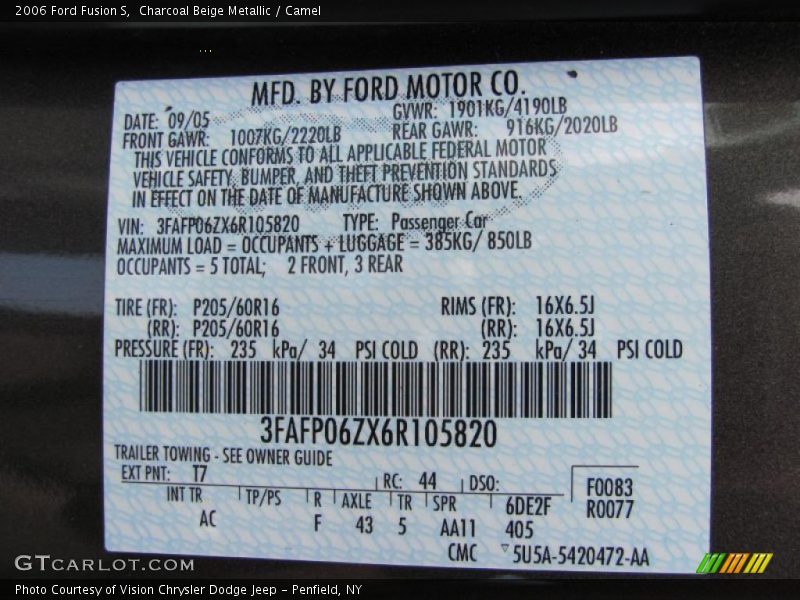 2006 Ford Fusion S,  Charcoal Beige Metallic / Camel
MFD. BY FORD MOTOR CO.
DATE: 09/05 GVWR: 1901KG/4190LB
FRONT GAWR: 1007KG/2220LB REAR GAWR: 916KG/2020LB
THIS VEHICLE CONFORMS TO ALL APPLICABLE FEDERAL MOTOR
VEHICLE SAFETY, BUMPER, AND THEFT PREVENTION STANDARDS
IN EFFECT ON THE DATE OF MANUFACTURE SHOWN ABOVE.
VIN: 3FAFP06ZX6R105820 TYPE: Passenger Car
MAXIMUM LOAD = OCCUPANTS + LUGGAGE = 385KG/ 850LB
OCCUPANTS = 5 TOTAL; 2 FRONT, 3 REAR
TIRE (FR): P205/60R16 RIMS (FR): 16X6.5J
(RR): P205/60R16 (RR): 16X6.5J
PRESSURE (FR): 235 kPa/ 34 PSI COLD (RR): 235 kPa/ 34 PSI COLD
3FAFP06ZX6R105820
TRAILER TOWING - SEE OWNER GUIDE
EXT PNT: T7 RC: 44 DSO: F0083
INT TR TP/PS R AXLE TR SPR 6DE2F R0077
AC F 43 5 AA11 405
CMC 5U5A-5420472-AA
GTCARLOT.COM
Photo Courtesy of Vision Chrysler Dodge Jeep - Penfield, NY